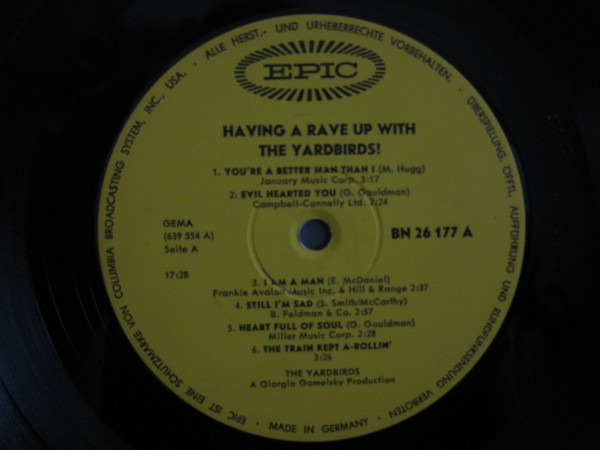 EPIC
HAVING A RAVE UP WITH
THE YARDBIRDS!
1. YOU'RE A BETTER MAN THAN I (M. Hugg)
January Music Corp. 3:17
2. EVIL HEARTED YOU (G. Gouldman)
Campbell-Connelly Ltd. 2:24
GEMA
(639 554 A)
Seite A
17:28
BN 26 177 A
3. I AM A MAN (E. McDaniel)
Frankie Avalon Music Inc. & Hill & Range 2:37
4. STILL I'M SAD (S. Smith/McCarthy)
B. Feldman & Co. 2:57
5. HEART FULL OF SOUL (G. Gouldman)
Miller Music Corp. 2:28
6. THE TRAIN KEPT A-ROLLIN'
3:26
THE YARDBIRDS
A Giorgio Gomelsky Production
EPIC IST EINE SCHUTZMARKE VON COLUMBIA BROADCASTING SYSTEM, INC., USA. • ALLE HERST.- UND URHEBERRECHTE VORBEHALTEN. • ÜBERSPIELUNG, ÖFFTL. AUFFÜHRUNG UND RUNDFUNKSENDUNG VERBOTEN • MADE IN GERMANY •